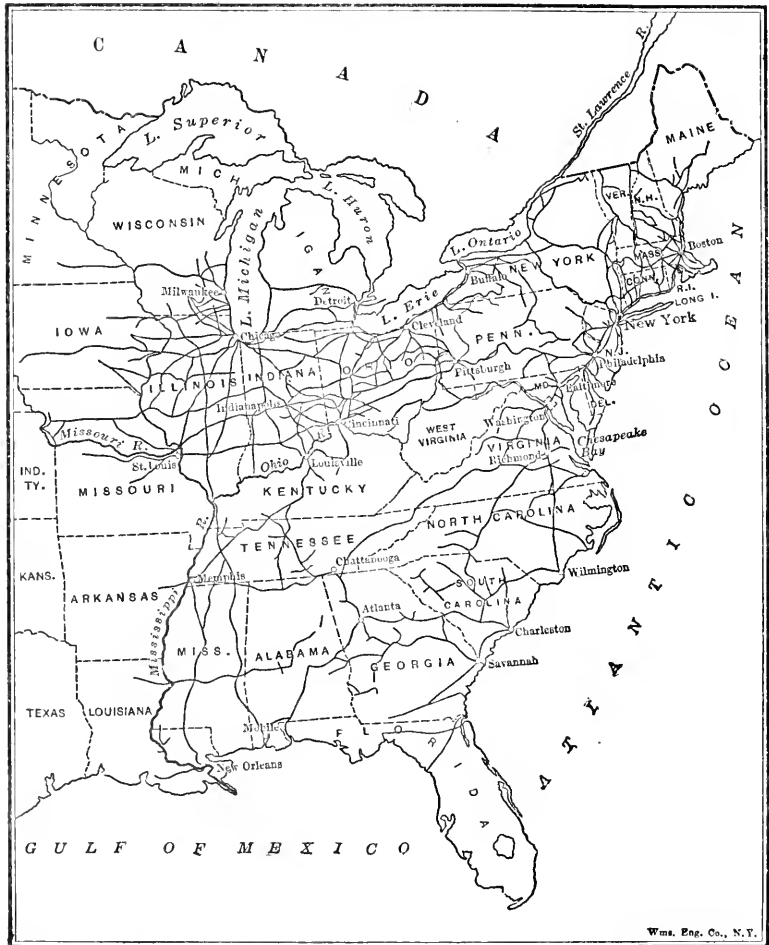 CANADA
St. Lawrence R.
MAINE
MINNESOTA
L. Superior
MICHIGAN
L. Huron
VER.
N.H.
WISCONSIN
L. Michigan
L. Ontario
MASS.
Boston
Buffalo
NEW YORK
CONN.
R.I.
LONG I.
Milwaukee
Detroit
L. Erie
New York
IOWA
Chicago
Cleveland
PENN.
N.J.
Philadelphia
ILLINOIS
INDIANA
OHIO
Pittsburgh
MD.
Baltimore
DEL.
Indianapolis
Cincinnati
WEST
VIRGINIA
Washington
Missouri R.
St. Louis
Ohio R.
Louisville
VIRGINIA
Richmond
Chesapeake
Bay
IND.
TY.
MISSOURI
KENTUCKY
NORTH CAROLINA
TENNESSEE
Chattanooga
KANS.
ARKANSAS
Memphis
Mississippi R.
Wilmington
SOUTH
CAROLINA
Atlanta
Charleston
MISS.
ALABAMA
GEORGIA
Savannah
TEXAS
LOUISIANA
Mobile
FLORIDA
New Orleans
ATLANTIC OCEAN
GULF OF MEXICO
Wms. Eng. Co., N.Y.